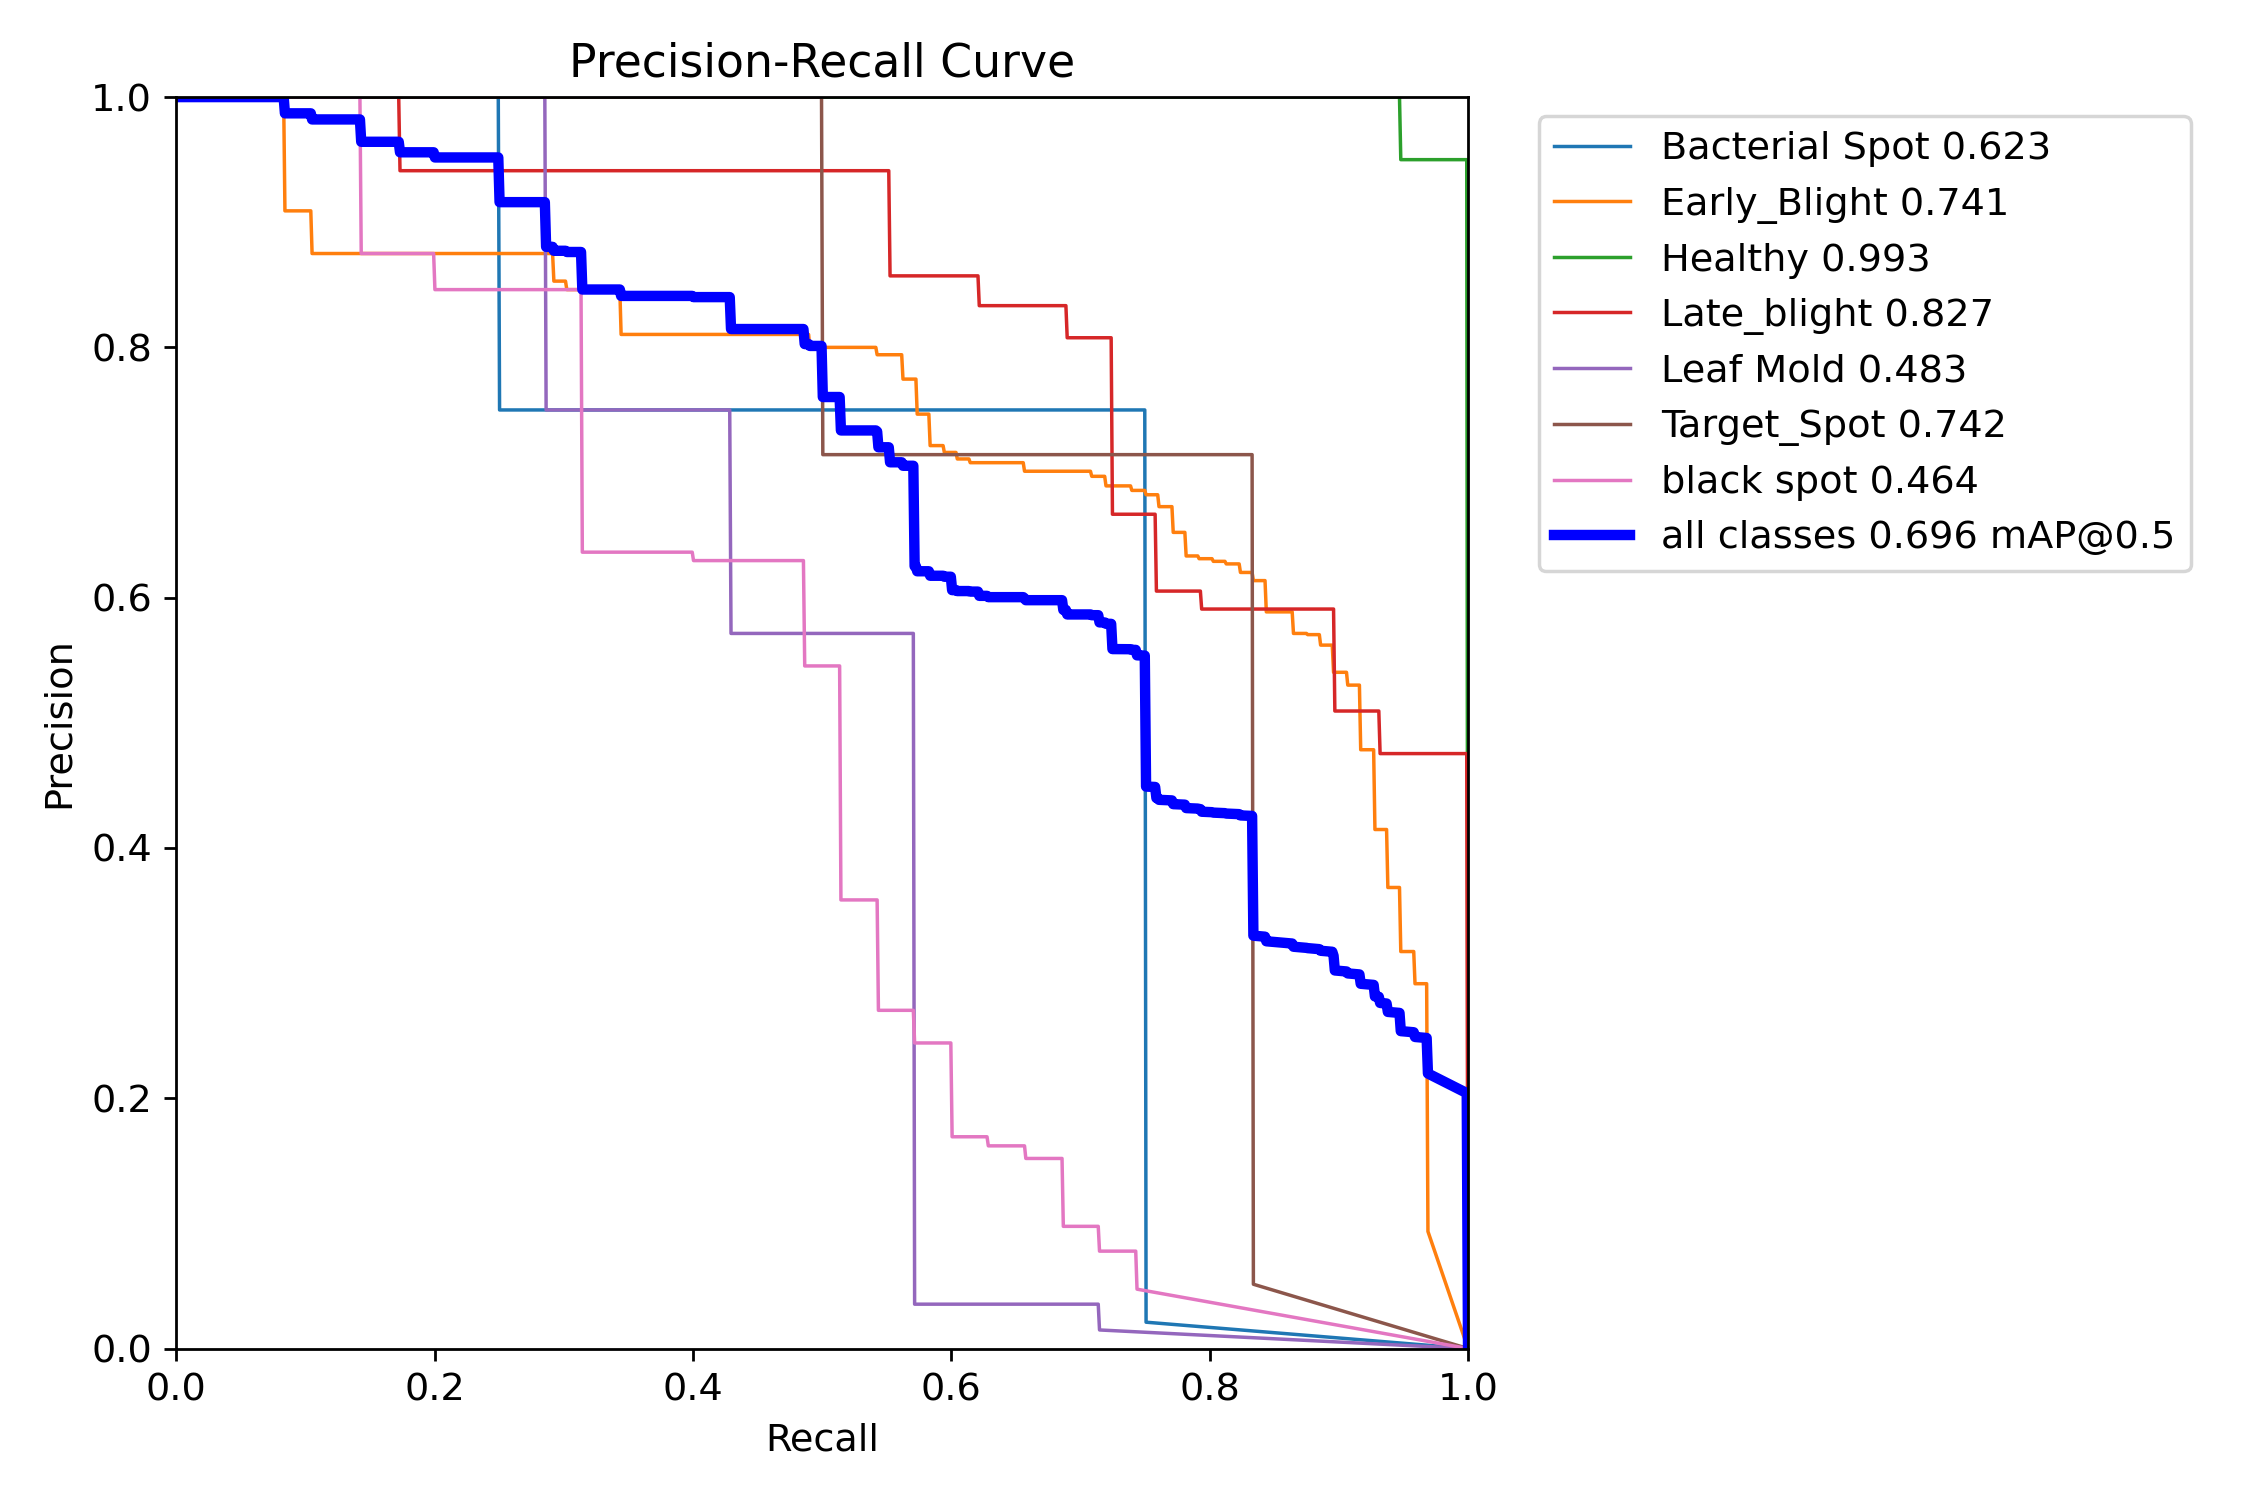 Precision-Recall Curve
1.0
0.8
0.6
0.4
0.2
0.0
Precision
0.0 0.2 0.4 0.6 0.8 1.0
Recall
Bacterial Spot 0.623
Early_Blight 0.741
Healthy 0.993
Late_blight 0.827
Leaf Mold 0.483
Target_Spot 0.742
black spot 0.464
all classes 0.696 mAP@0.5